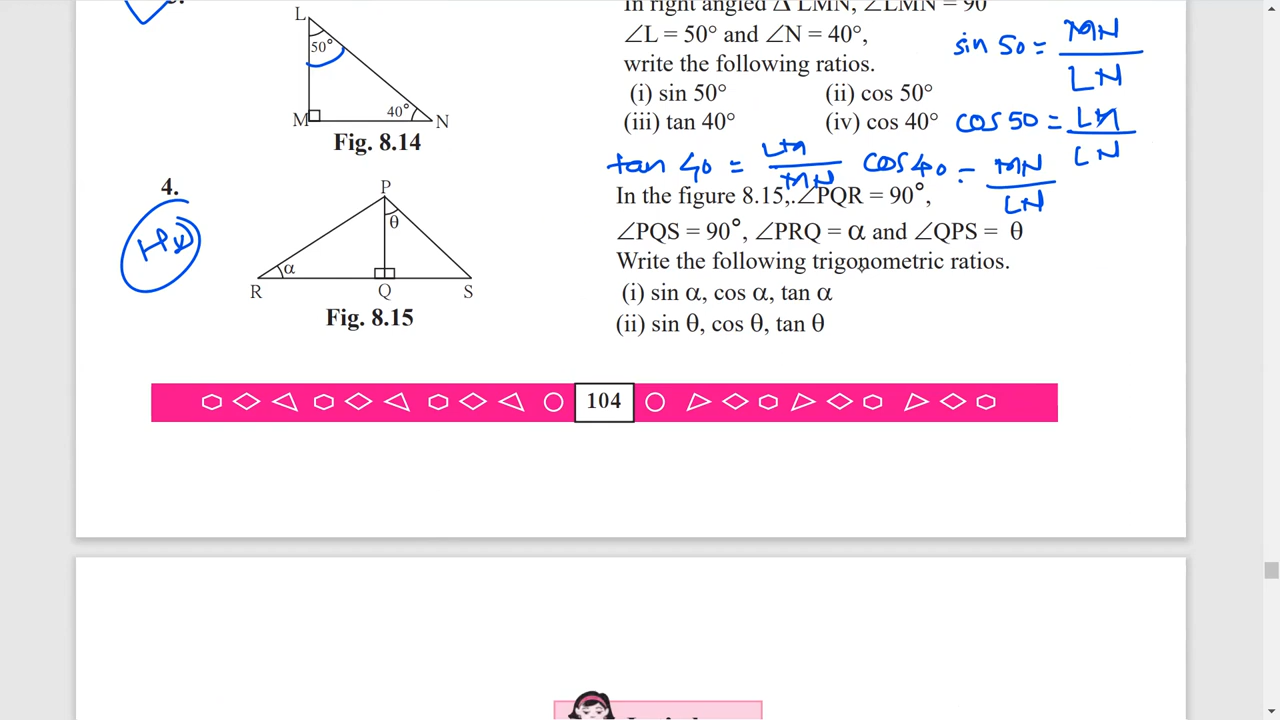 In right angled Δ LMN, ∠LMN = 90°
∠L = 50° and ∠N = 40°,
write the following ratios.
(i) sin 50° (ii) cos 50°
(iii) tan 40° (iv) cos 40°
L
50°
M
40°
N
Fig. 8.14
sin 50 = MN / LN
cos 50 = LM / LN
tan 40 = LM / MN cos 40 = MN / LN
4.
HW
P
θ
α
R
Q
S
Fig. 8.15
In the figure 8.15,.∠PQR = 90°,
∠PQS = 90°, ∠PRQ = α and ∠QPS = θ
Write the following trigonometric ratios.
(i) sin α, cos α, tan α
(ii) sin θ, cos θ, tan θ
104